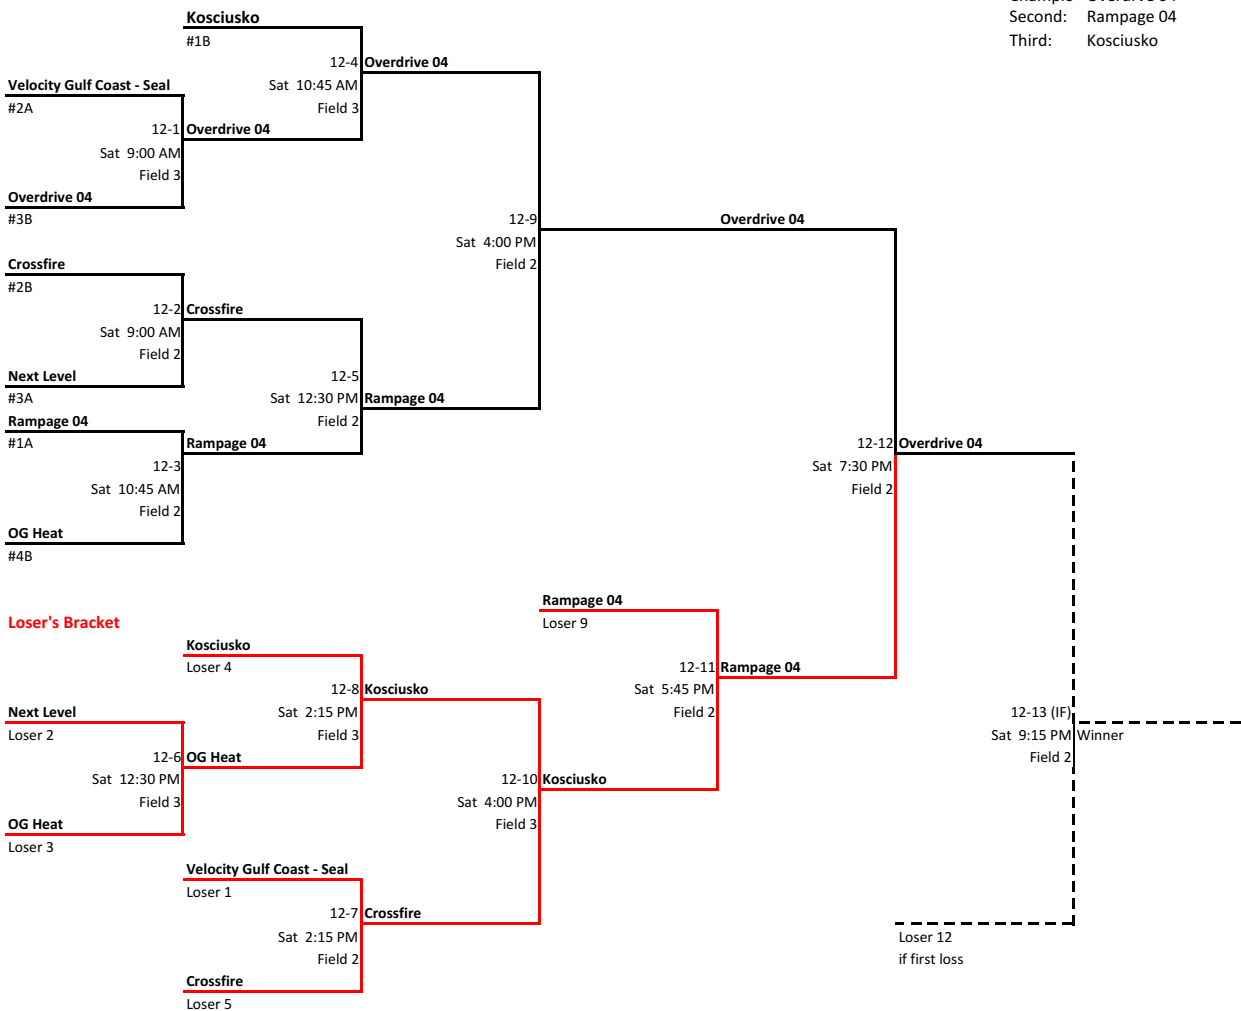 Kosciusko
#1B
Second: Rampage 04
Third: Kosciusko
12-4 Overdrive 04
Sat 10:45 AM
Field 3
Velocity Gulf Coast - Seal
#2A
12-1 Overdrive 04
Sat 9:00 AM
Field 3
Overdrive 04
#3B
12-9
Sat 4:00 PM
Field 2
Overdrive 04
Crossfire
#2B
12-2 Crossfire
Sat 9:00 AM
Field 2
Next Level
#3A
12-5
Sat 12:30 PM Rampage 04
Field 2
Rampage 04
#1A
Rampage 04
12-3
Sat 10:45 AM
Field 2
OG Heat
#4B
12-12 Overdrive 04
Sat 7:30 PM
Field 2
Loser's Bracket
Rampage 04
Loser 9
Kosciusko
Loser 4
12-11 Rampage 04
Sat 5:45 PM
Field 2
12-8 Kosciusko
Sat 2:15 PM
Field 3
Next Level
Loser 2
12-6 OG Heat
Sat 12:30 PM
Field 3
OG Heat
Loser 3
12-10 Kosciusko
Sat 4:00 PM
Field 3
12-13 (IF)
Sat 9:15 PM Winner
Field 2
Velocity Gulf Coast - Seal
Loser 1
12-7 Crossfire
Sat 2:15 PM
Field 2
Crossfire
Loser 5
Loser 12
if first loss